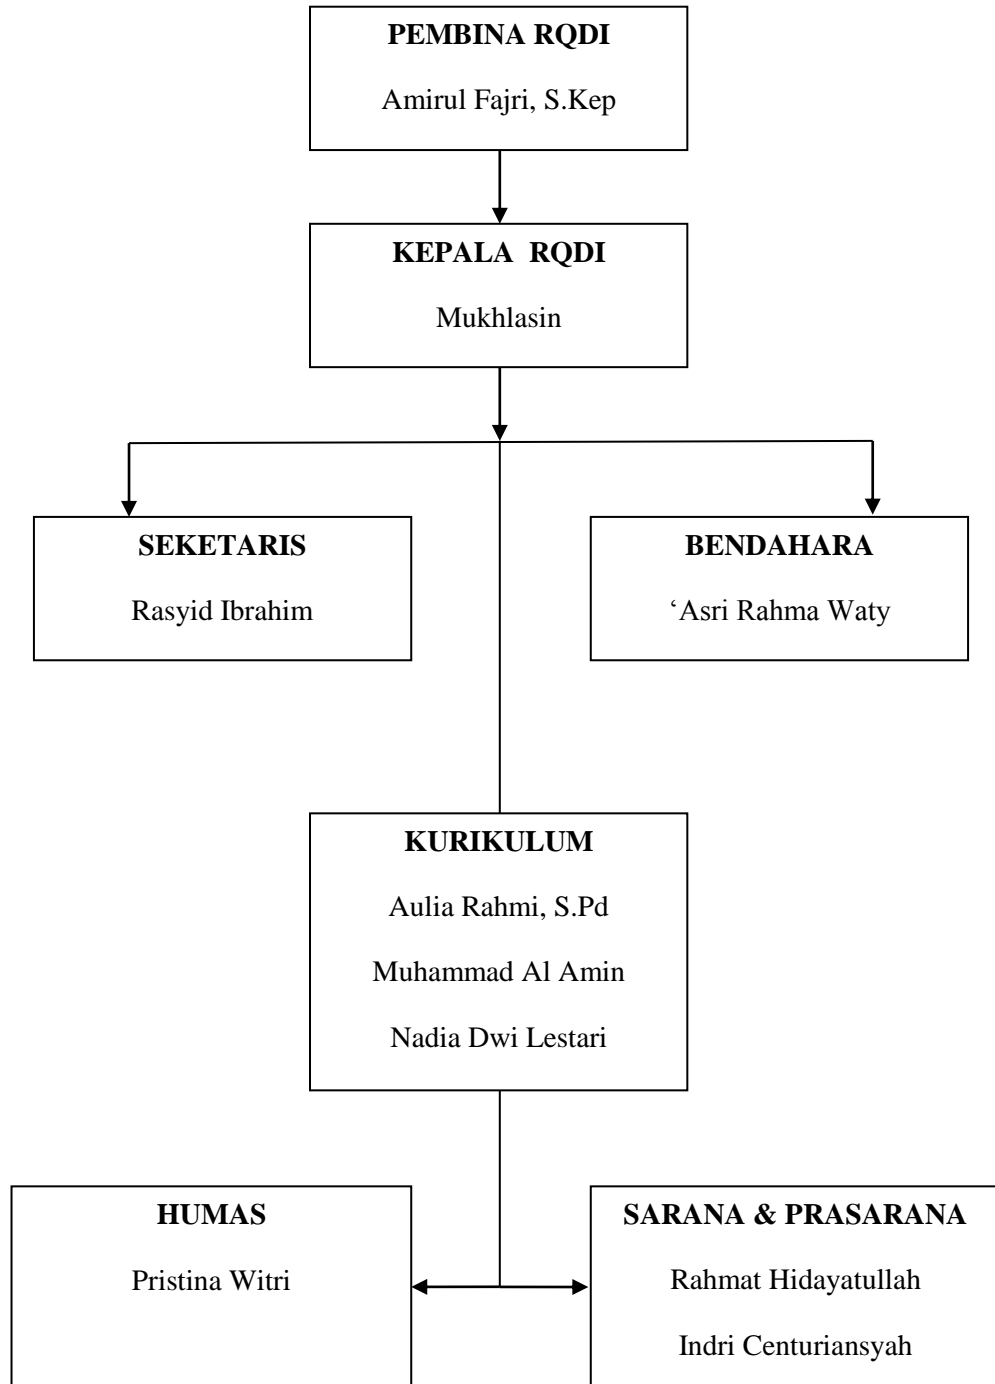 PEMBINA RQDI
Amirul Fajri, S.Kep
KEPALA  RQDI
Mukhlasin
SEKETARIS
Rasyid Ibrahim
BENDAHARA
‘Asri Rahma Waty
KURIKULUM
Aulia Rahmi, S.Pd
Muhammad Al Amin
Nadia Dwi Lestari
HUMAS
Pristina Witri
SARANA & PRASARANA
Rahmat Hidayatullah
Indri Centuriansyah